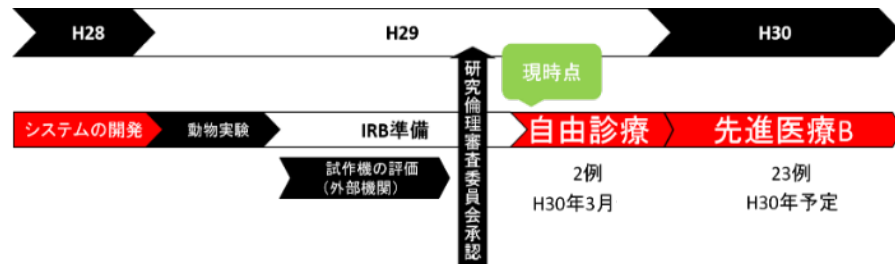 H28
H29
H30
現時点
システムの開発
動物実験
IRB準備
研究倫理審査委員会承認
自由診療
先進医療B
試作機の評価
(外部機関)
2例
H30年3月
23例
H30年予定